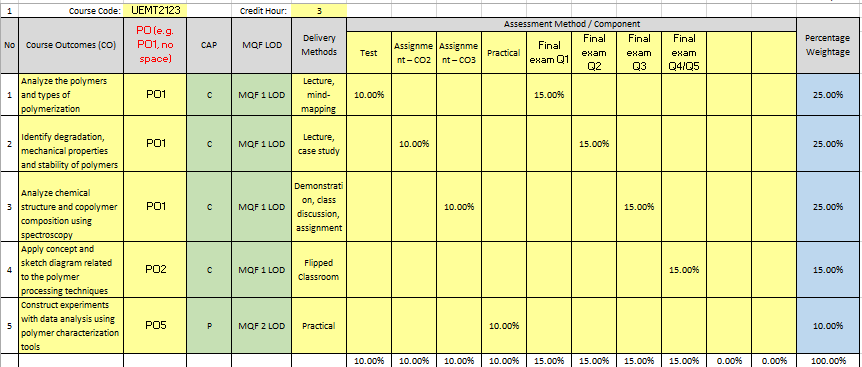 1 Course Code: UEMT2123 Credit Hour: 3
Assessment Method / Component
No Course Outcomes (CO) PO (e.g. PO1, no space) CAP MQF LOD Delivery Methods Test Assignme nt – CO2 Assignme nt – CO3 Practical Final exam Q1 Final exam Q2 Final exam Q3 Final exam Q4/Q5 Percentage Weightage
1 Analyze the polymers and types of polymerization PO1 C MQF 1 LOD Lecture, mind-mapping 10.00% 15.00% 25.00%
2 Identify degradation, mechanical properties and stability of polymers PO1 C MQF 1 LOD Lecture, case study 10.00% 15.00% 25.00%
3 Analyze chemical structure and copolymer composition using spectroscopy PO1 C MQF 1 LOD Demonstrati on, class discussion, assignment 10.00% 15.00% 25.00%
4 Apply concept and sketch diagram related to the polymer processing techniques PO2 C MQF 1 LOD Flipped Classroom 15.00% 15.00%
5 Construct experiments with data analysis using polymer characterization tools PO5 P MQF 2 LOD Practical 10.00% 10.00%
10.00% 10.00% 10.00% 10.00% 15.00% 15.00% 15.00% 15.00% 0.00% 0.00% 100.00%